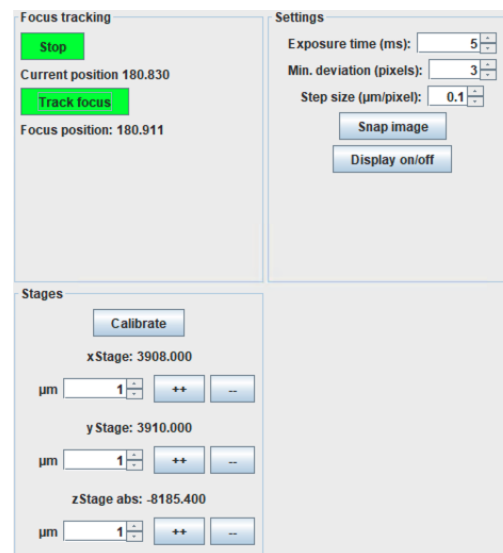 Focus tracking
Stop
Current position 180.830
Track focus
Focus position: 180.911
Settings
Exposure time (ms): 5
Min. deviation (pixels): 3
Step size (µm/pixel): 0.1
Snap image
Display on/off
Stages
Calibrate
xStage: 3908.000
µm 1 ++ --
yStage: 3910.000
µm 1 ++ --
zStage abs: -8185.400
µm 1 ++ --